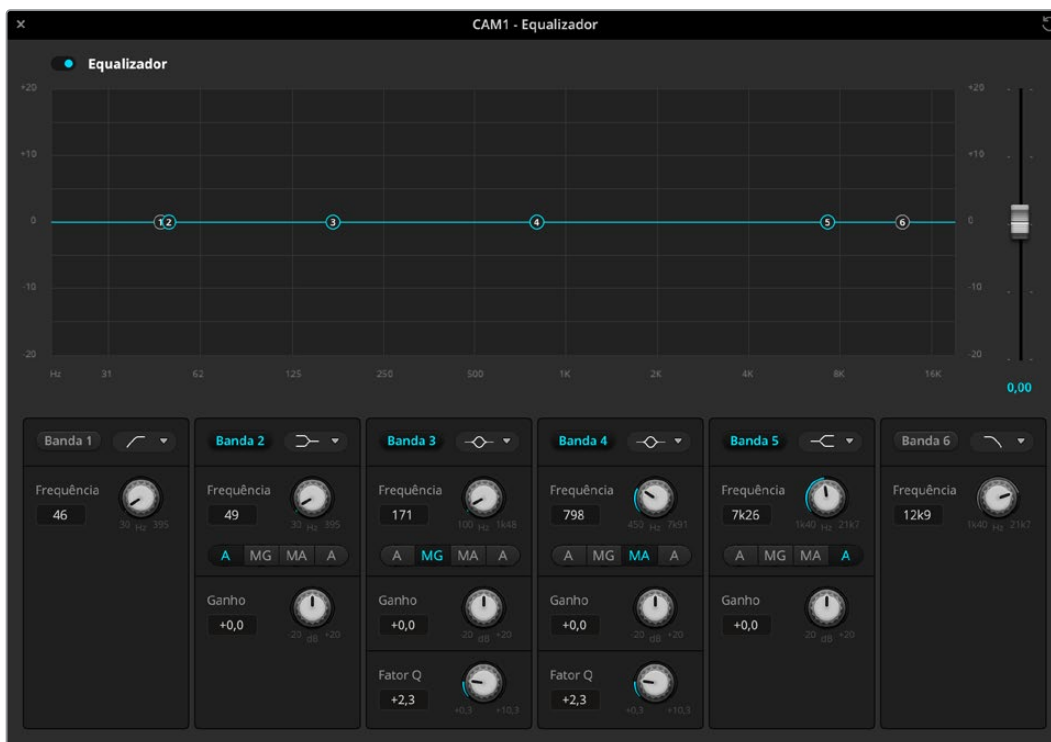 × CAM1 - Equalizador
Equalizador
+20 +20
+10 +10
0 1 2 3 4 5 6 0
-10 -10
-20 -20
Hz 31 62 125 250 500 1K 2K 4K 8K 16K
0,00
Banda 1 Banda 2 Banda 3 Banda 4 Banda 5 Banda 6
Frequência Frequência Frequência Frequência Frequência Frequência
46 49 171 798 7k26 12k9
30 Hz 395 30 Hz 395 100 Hz 1k48 450 Hz 7k91 1k40 Hz 21k7 1k40 Hz 21k7
A MG MA A A MG MA A A MG MA A A MG MA A
Ganho Ganho Ganho Ganho
+0,0 +0,0 +0,0 +0,0
-20 dB +20 -20 dB +20 -20 dB +20 -20 dB +20
Fator Q Fator Q
+2,3 +2,3
+0,3 +10,3 +0,3 +10,3